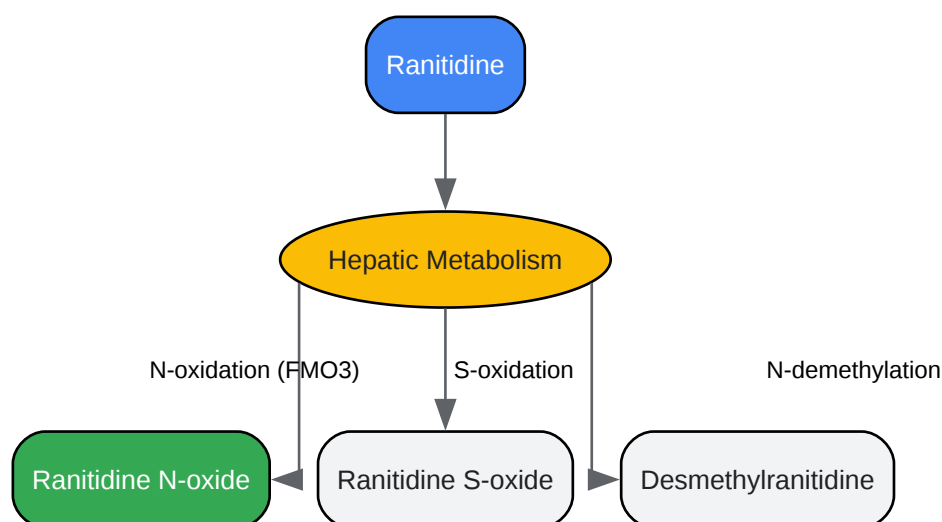 Ranitidine
Hepatic Metabolism
N-oxidation (FMO3)
S-oxidation
N-demethylation
Ranitidine N-oxide
Ranitidine S-oxide
Desmethylranitidine